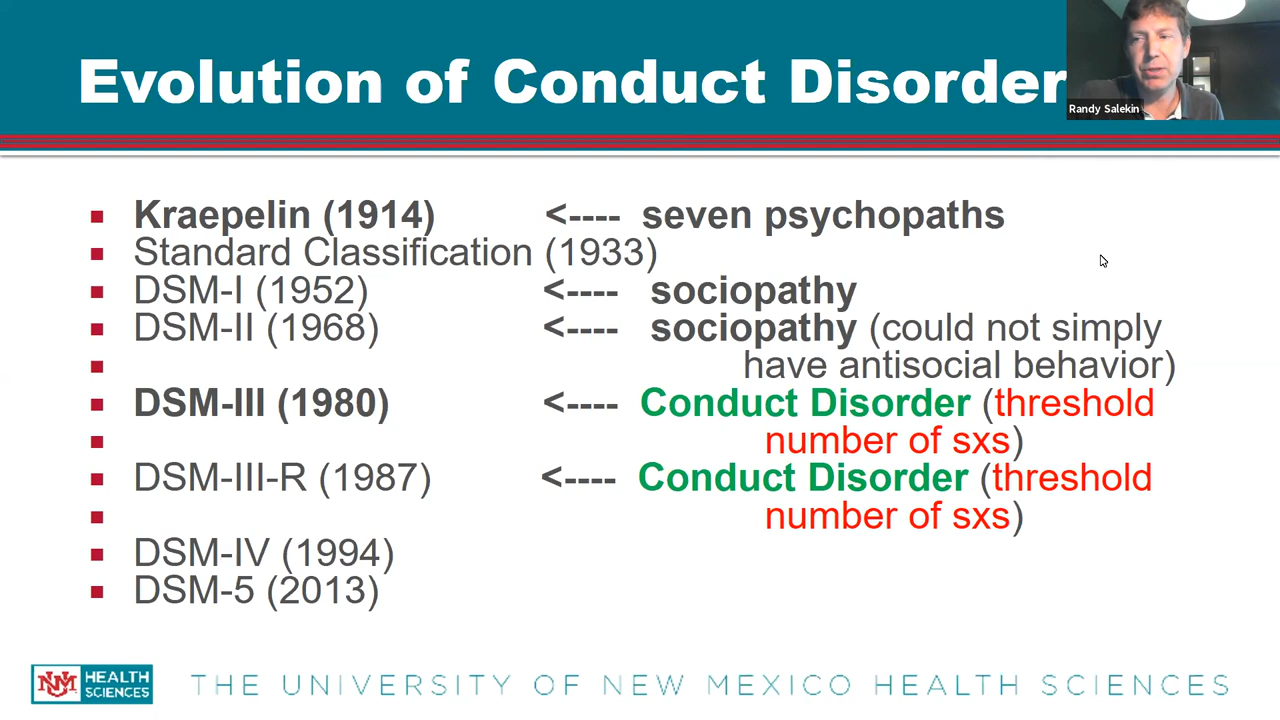 Evolution of Conduct Disorder
Randy Salekin
Kraepelin (1914) <---- seven psychopaths
Standard Classification (1933)
DSM-I (1952) <---- sociopathy
DSM-II (1968) <---- sociopathy (could not simply
have antisocial behavior)
DSM-III (1980) <---- Conduct Disorder (threshold
number of sxs)
DSM-III-R (1987) <---- Conduct Disorder (threshold
number of sxs)
DSM-IV (1994)
DSM-5 (2013)
UNM HEALTH
SCIENCES
THE UNIVERSITY OF NEW MEXICO HEALTH SCIENCES